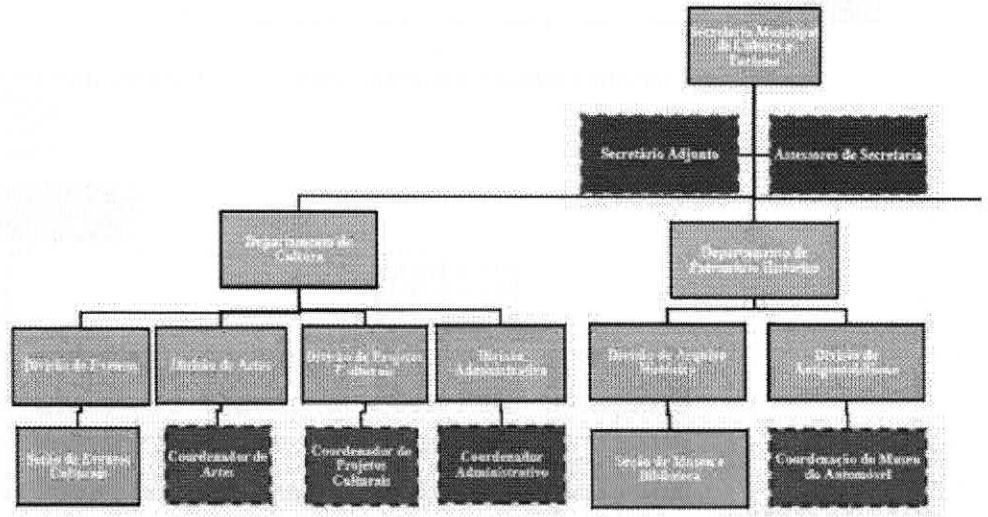 Secretaria Municipal
de Cultura e
Turismo
Secretário Adjunto
Assessores de Secretaria
Departamento de
Cultura
Departamento de
Patrimônio Histórico
Divisão de Eventos
Divisão de Artes
Divisão de Projetos
Culturais
Divisão
Administrativa
Divisão de Arquivo
Histórico
Divisão de
Antigomobilismo
Seção de Eventos
Culturais
Coordenador de
Artes
Coordenador de
Projetos
Culturais
Coordenador
Administrativo
Seção de Museu e
Biblioteca
Coordenação do Museu
do Automóvel